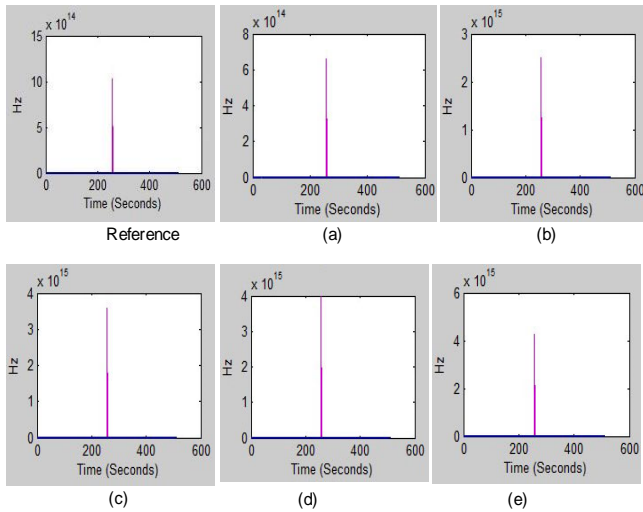 x 10^14
15
10
5
0
Hz
0 200 400 600
Time (Seconds)
Reference
x 10^14
8
6
4
2
0
Hz
0 200 400 600
Time (Seconds)
(a)
x 10^15
3
2
1
0
Hz
0 200 400 600
Time (Seconds)
(b)
x 10^15
4
3
2
1
0
Hz
0 200 400 600
Time (Seconds)
(c)
x 10^15
4
3
2
1
0
Hz
0 200 400 600
Time (Seconds)
(d)
x 10^15
6
4
2
0
Hz
0 200 400 600
Time (Seconds)
(e)